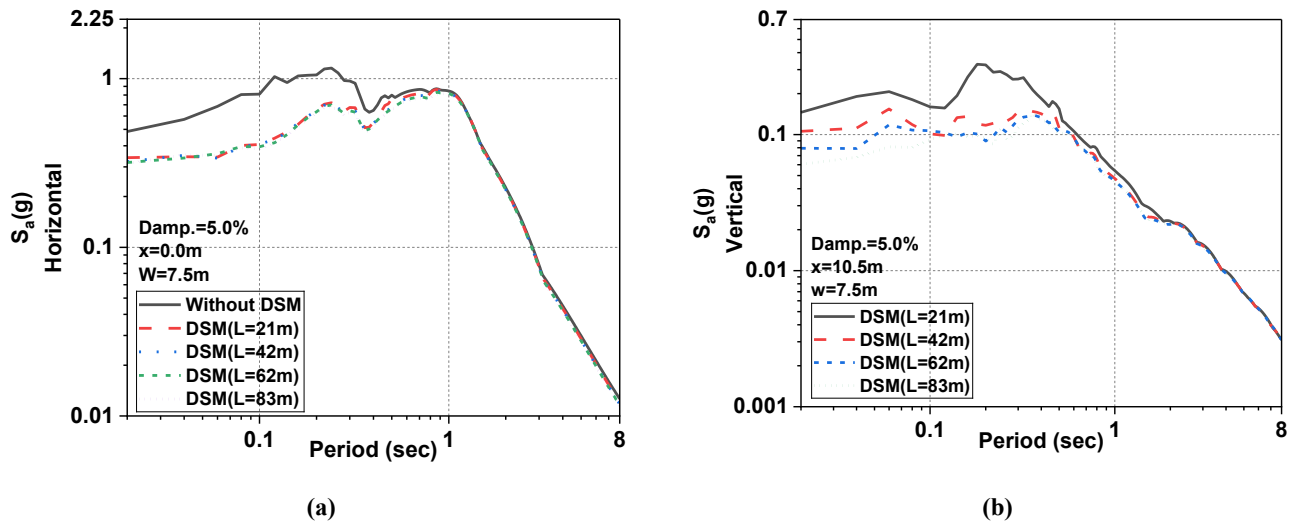 2.25
1
0.1
0.01
S_a(g)
Horizontal
Damp.=5.0%
x=0.0m
W=7.5m
Without DSM
DSM(L=21m)
DSM(L=42m)
DSM(L=62m)
DSM(L=83m)
0.1
1
8
Period (sec)
(a)
0.7
0.1
0.01
0.001
S_a(g)
Vertical
Damp.=5.0%
x=10.5m
w=7.5m
DSM(L=21m)
DSM(L=42m)
DSM(L=62m)
DSM(L=83m)
0.1
1
8
Period (sec)
(b)